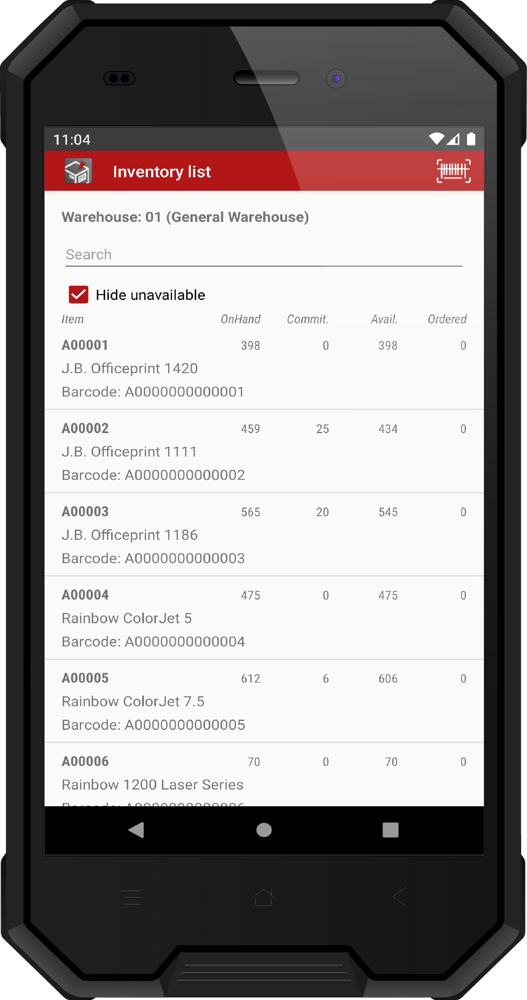 11:04
Inventory list
Warehouse: 01 (General Warehouse)
Search
Hide unavailable
Item OnHand Commit. Avail. Ordered
A00001 398 0 398 0
J.B. Officeprint 1420
Barcode: A0000000000001
A00002 459 25 434 0
J.B. Officeprint 1111
Barcode: A0000000000002
A00003 565 20 545 0
J.B. Officeprint 1186
Barcode: A0000000000003
A00004 475 0 475 0
Rainbow ColorJet 5
Barcode: A0000000000004
A00005 612 6 606 0
Rainbow ColorJet 7.5
Barcode: A0000000000005
A00006 70 0 70 0
Rainbow 1200 Laser Series